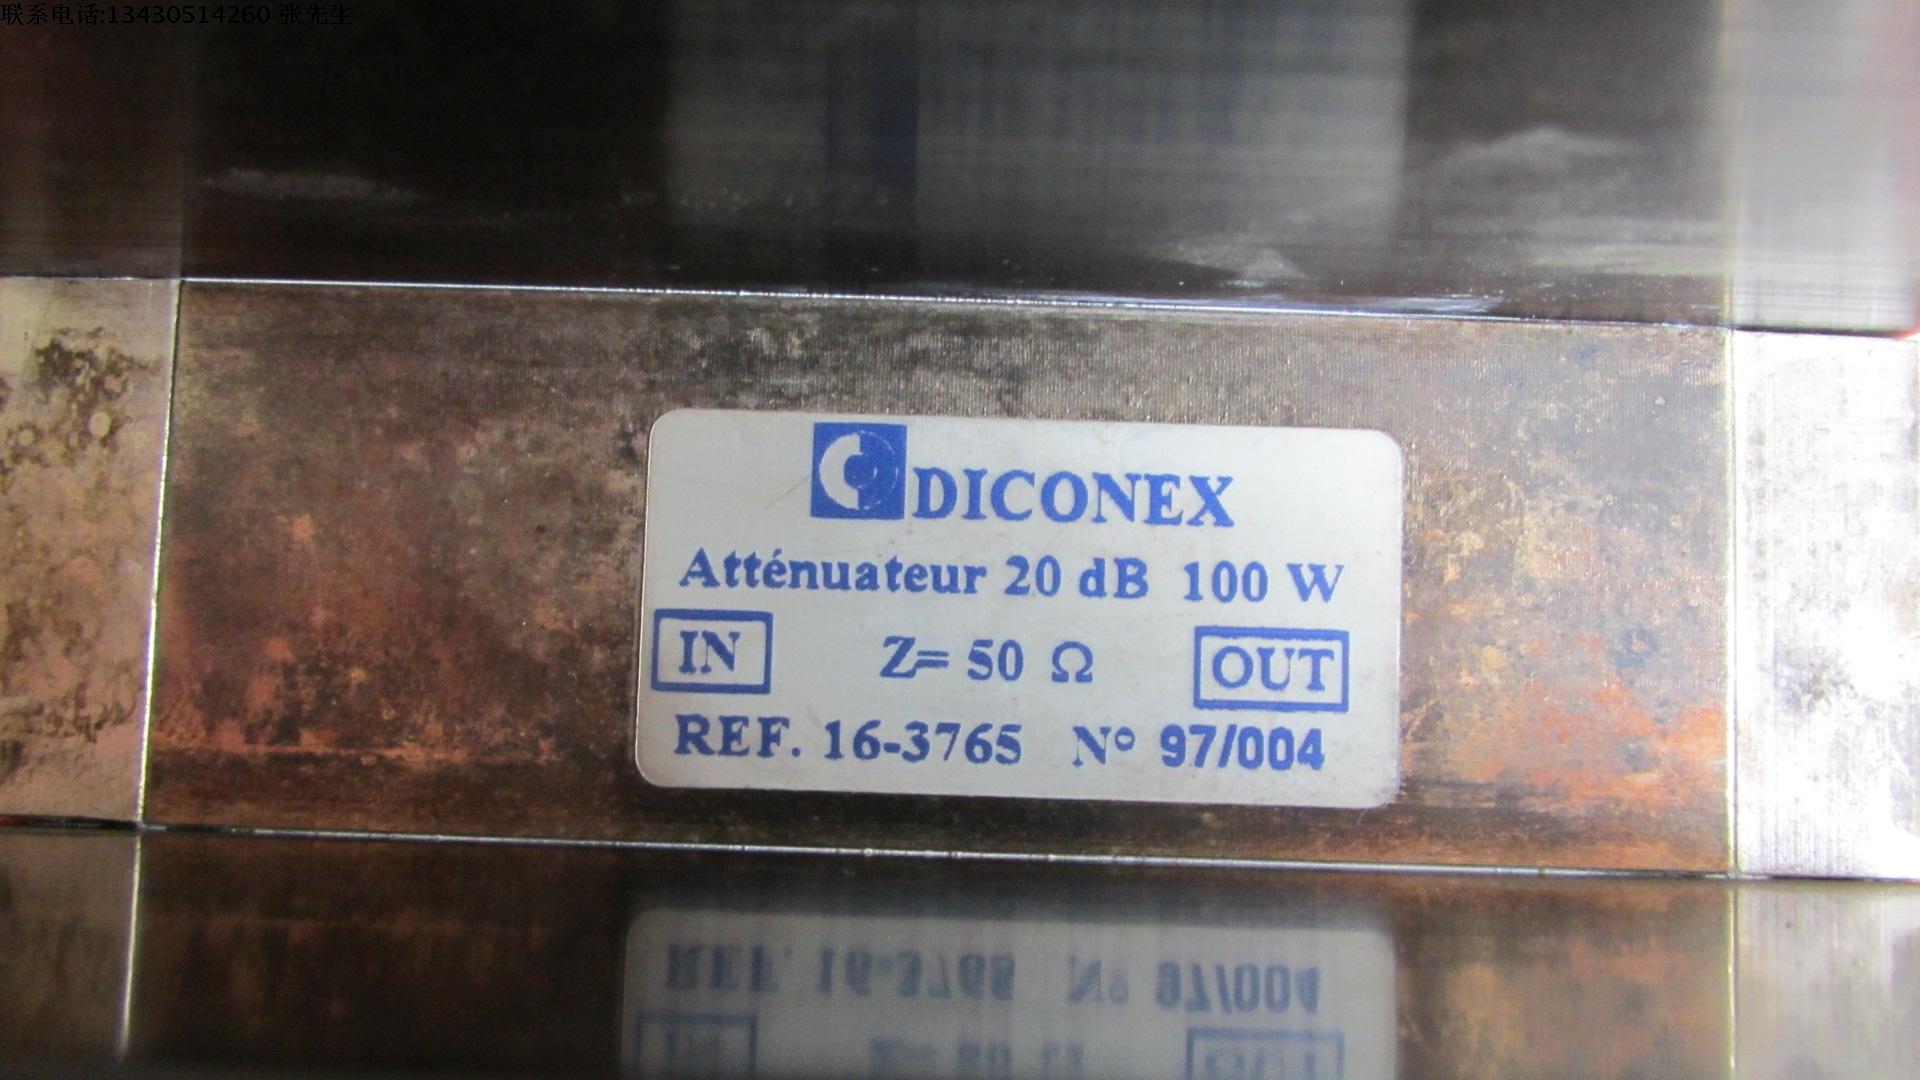 联系电话:13430514260 张先生
DICONEX
Atténuateur 20 dB 100 W
IN Z= 50 Ω OUT
REF. 16-3765 Nº 97/004